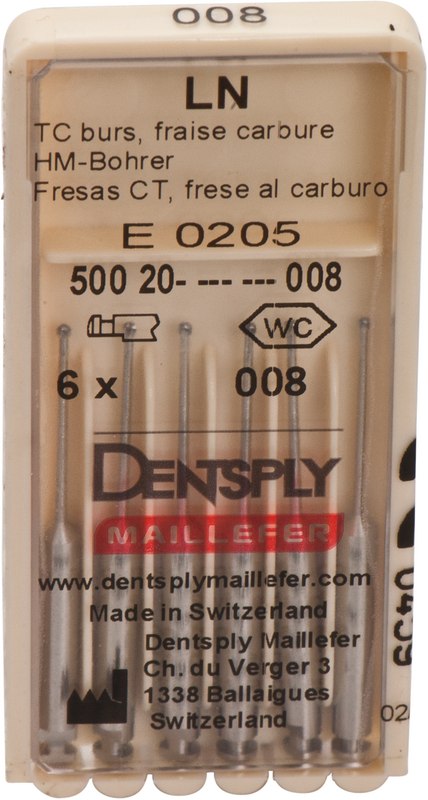 008
LN
TC burs, fraise carbure
HM-Bohrer
Fresas CT, frese al carburo
E 0205
500 20- ---- --- 008
WC
6 x 008
DENTSPLY
MAILLEFER
www.dentsplymaillefer.com
Made in Switzerland
Dentsply Maillefer
Ch. du Verger 3
1338 Ballaigues
Switzerland
02